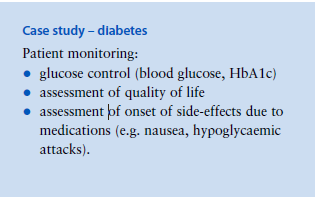 Case study – diabetes
Patient monitoring:
● glucose control (blood glucose, HbA1c)
● assessment of quality of life
● assessment of onset of side-effects due to
medications (e.g. nausea, hypoglycaemic
attacks).